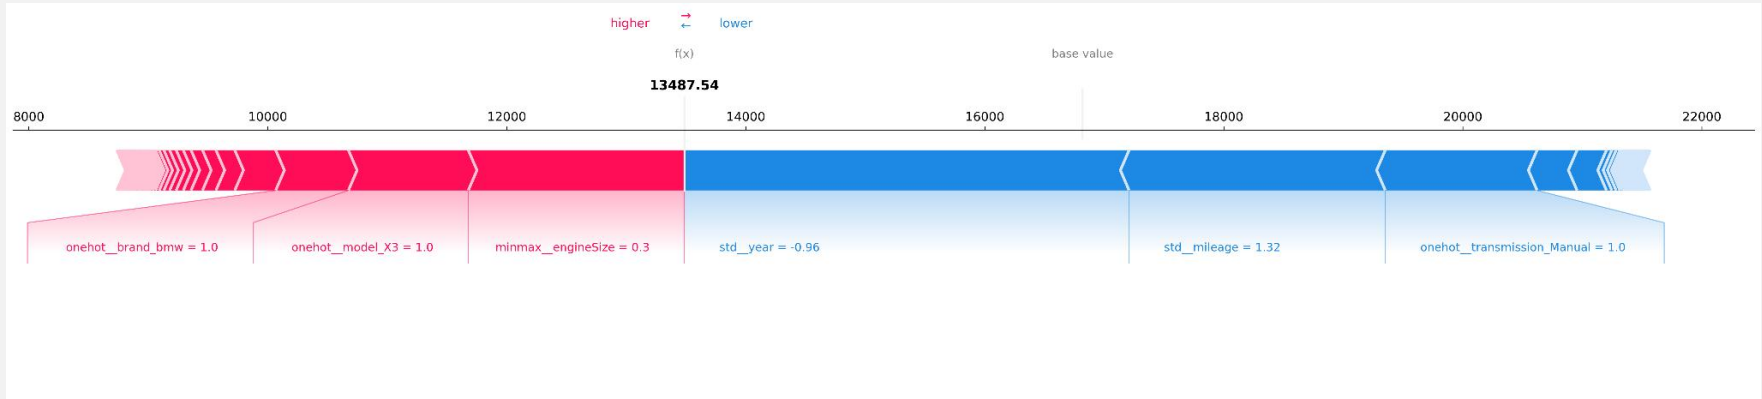 higher ⇄ lower
f(x) base value
13487.54
8000 10000 12000 14000 16000 18000 20000 22000
onehot__brand_bmw = 1.0 onehot__model_X3 = 1.0 minmax__engineSize = 0.3 std__year = -0.96 std__mileage = 1.32 onehot__transmission_Manual = 1.0